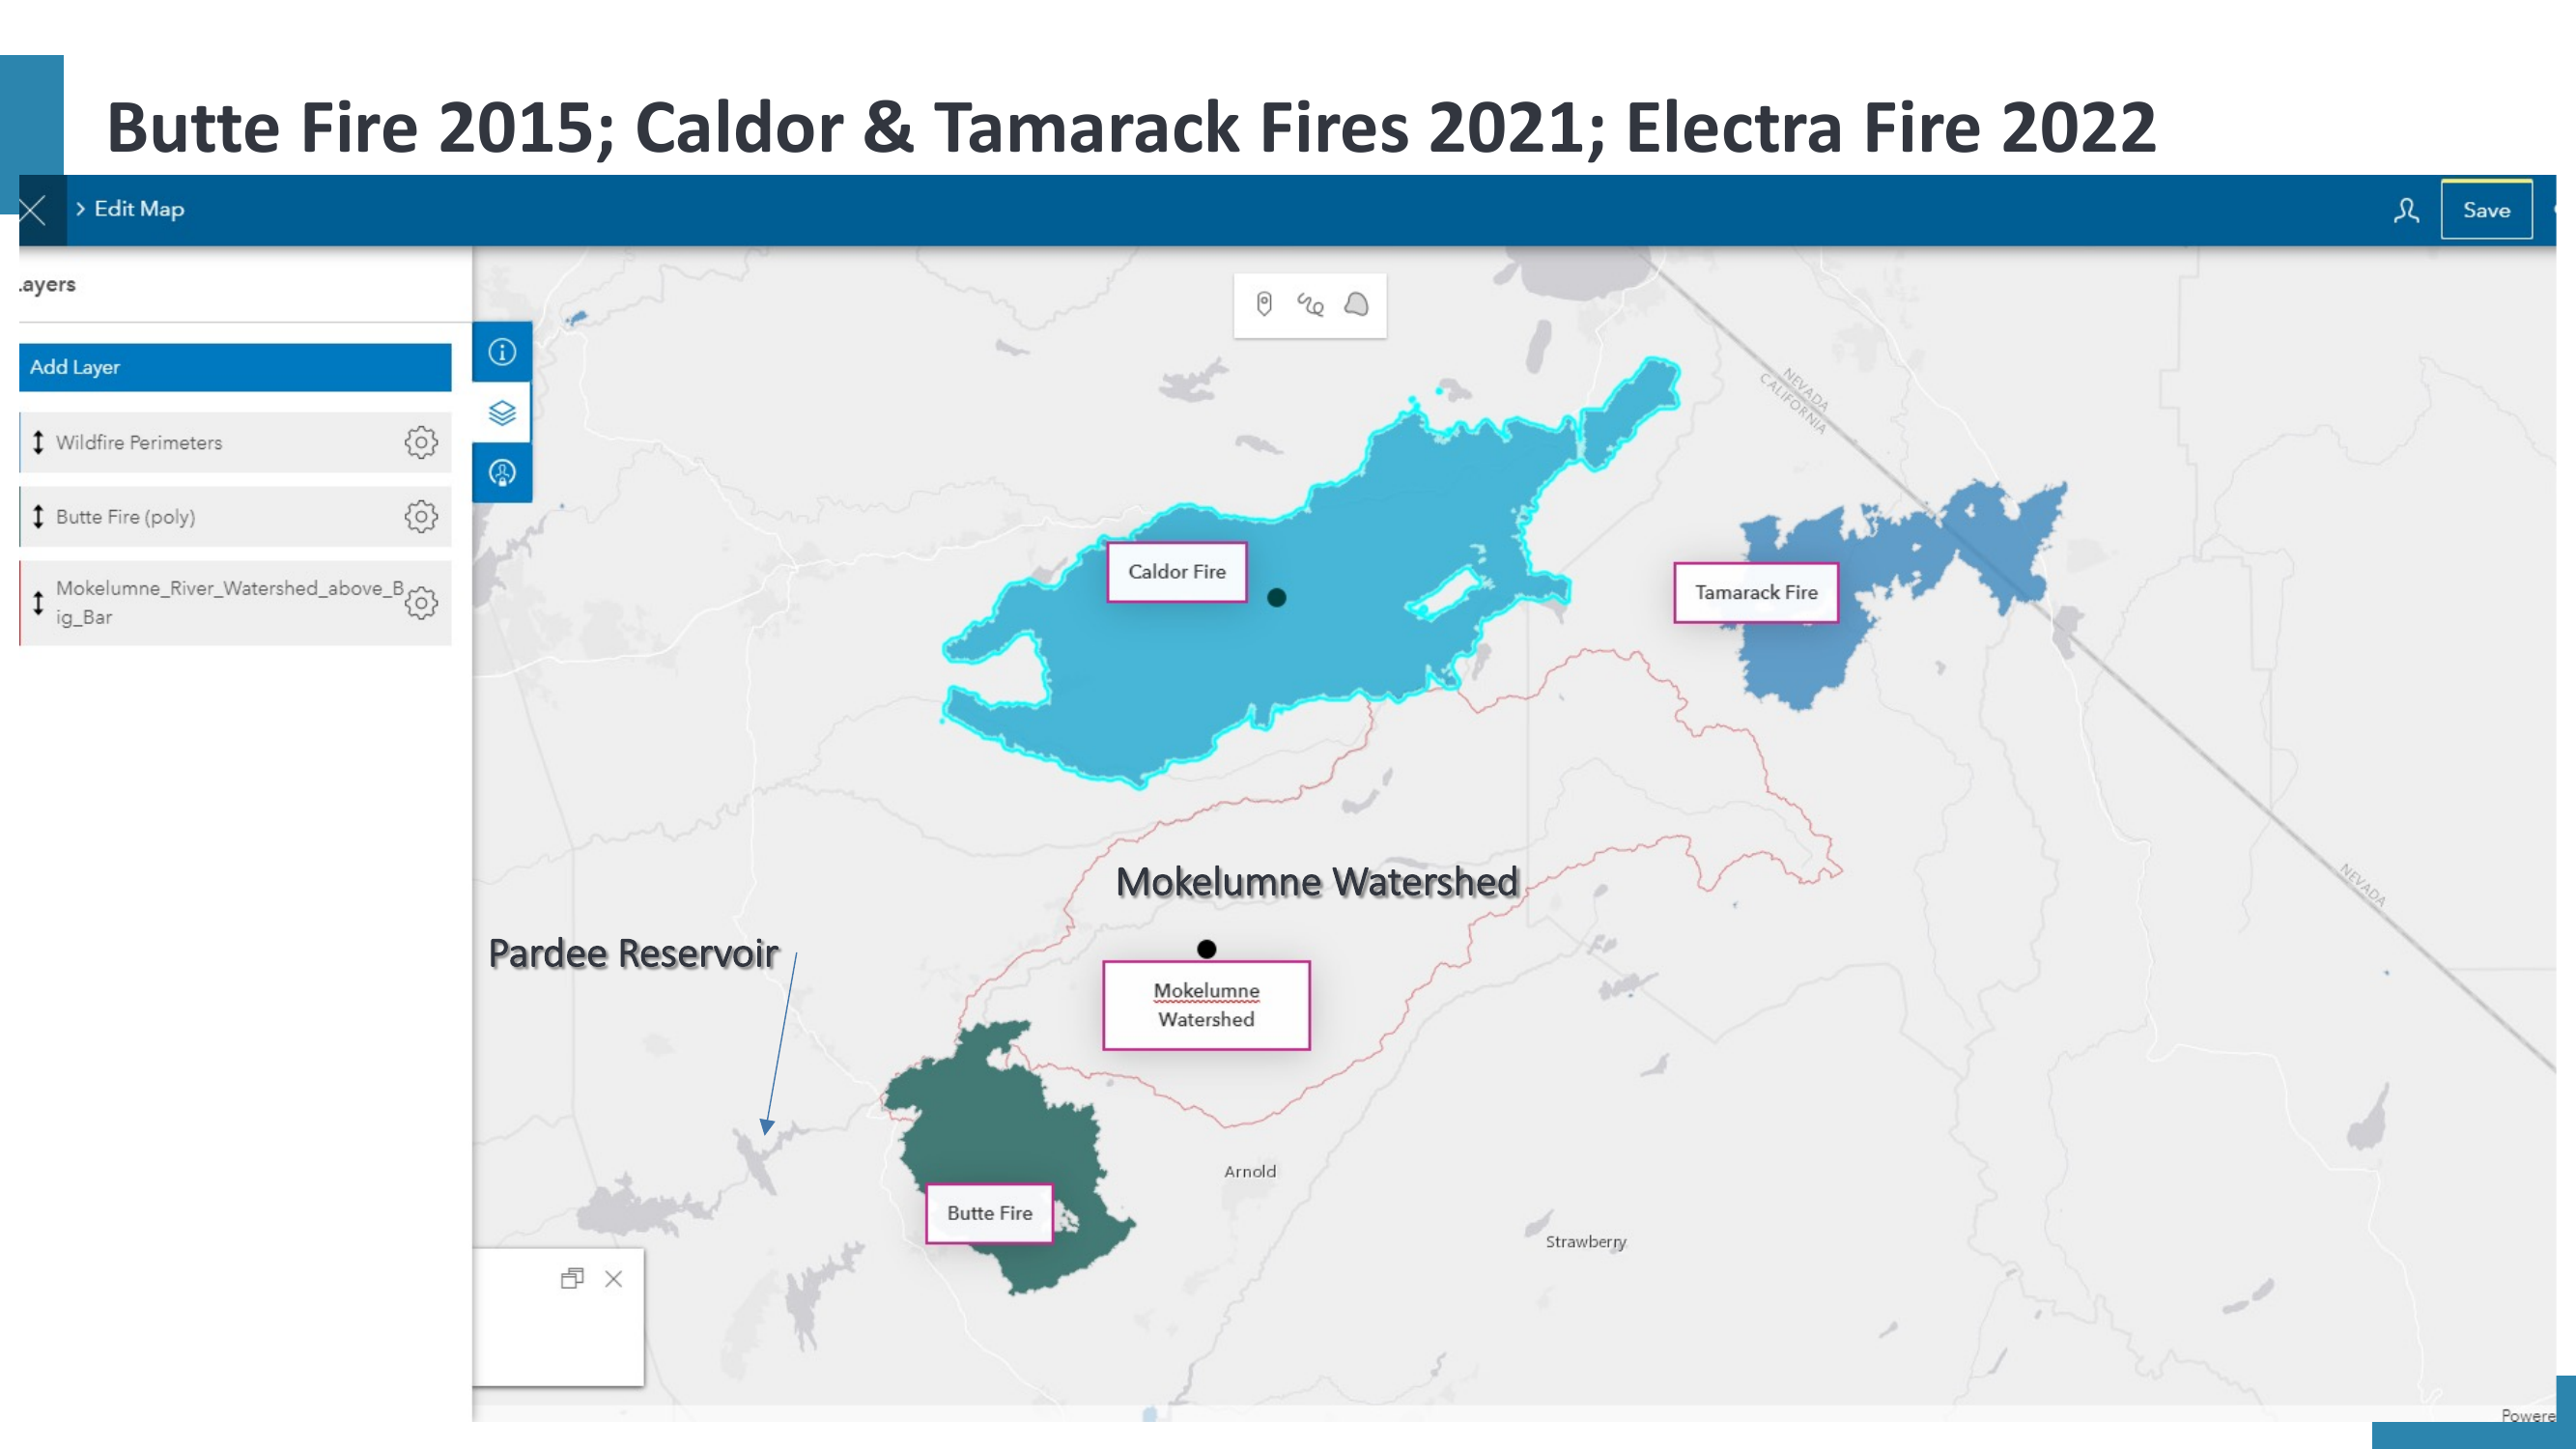 Butte Fire 2015; Caldor & Tamarack Fires 2021; Electra Fire 2022
> Edit Map
Save
ayers
Add Layer
Wildfire Perimeters
Butte Fire (poly)
Mokelumne_River_Watershed_above_B
ig_Bar
NEVADA
CALIFORNIA
Caldor Fire
Tamarack Fire
Mokelumne Watershed
NEVADA
Pardee Reservoir
Mokelumne
Watershed
Arnold
Butte Fire
Strawberry
Powere